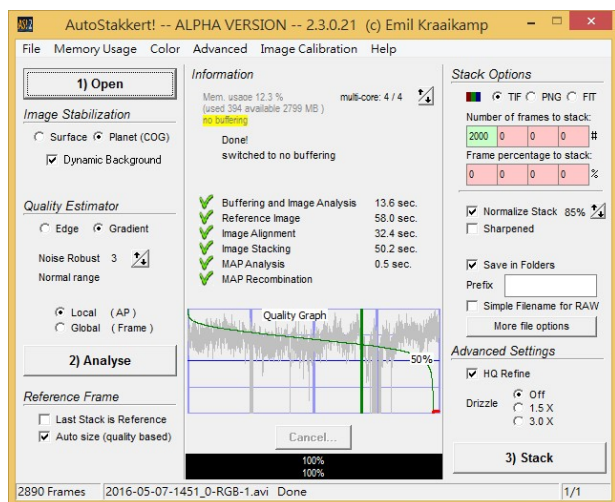 AS!2 AutoStakkert! -- ALPHA VERSION -- 2.3.0.21 (c) Emil Kraaikamp
File Memory Usage Color Advanced Image Calibration Help
1) Open
Image Stabilization
Surface Planet (COG)
Dynamic Background
Quality Estimator
Edge Gradient
Noise Robust 3
Normal range
Local (AP)
Global (Frame)
2) Analyse
Reference Frame
Last Stack is Reference
Auto size (quality based)
Information
Mem. usage 12.3 % multi-core: 4 / 4
(used 394 available 2799 MB )
no buffering
Done!
switched to no buffering
Buffering and Image Analysis 13.6 sec.
Reference Image 58.0 sec.
Image Alignment 32.4 sec.
Image Stacking 50.2 sec.
MAP Analysis 0.5 sec.
MAP Recombination
Quality Graph
50%
Cancel...
100%
100%
Stack Options
TIF PNG FIT
Number of frames to stack:
2000 0 0 0 #
Frame percentage to stack:
0 0 0 0 %
Normalize Stack 85%
Sharpened
Save in Folders
Prefix
Simple Filename for RAW
More file options
Advanced Settings
HQ Refine
Drizzle Off
1.5 X
3.0 X
3) Stack
2890 Frames 2016-05-07-1451_0-RGB-1.avi Done 1/1